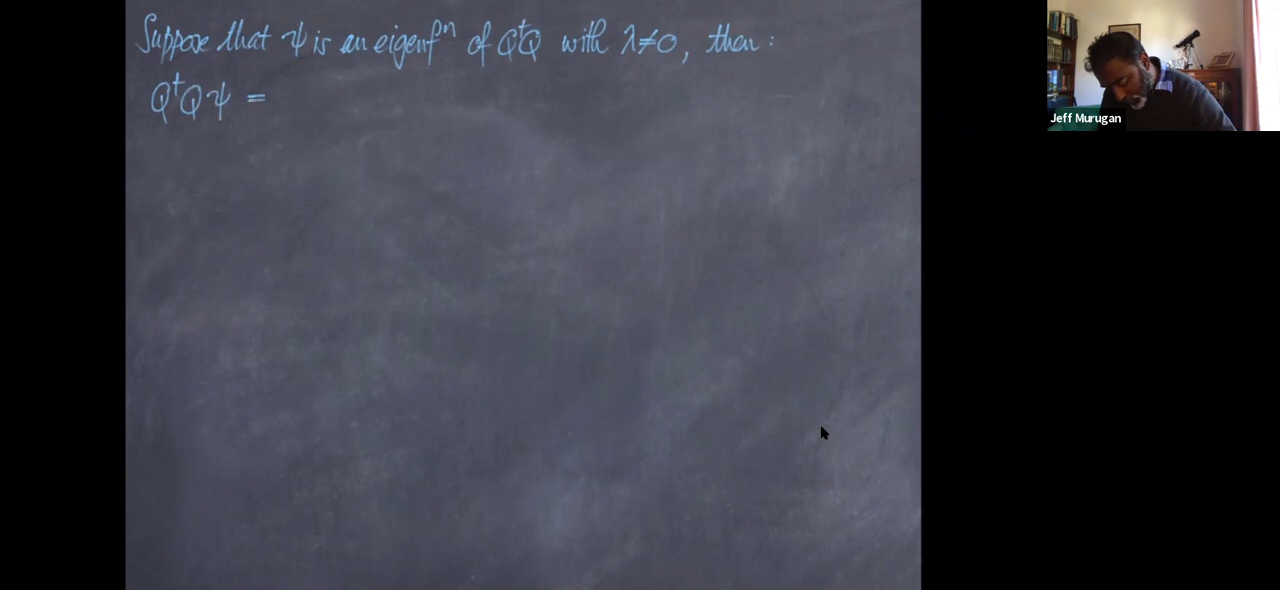 Suppose that ψ is an eigenfⁿ of Q†Q with λ≠0, then:
Q†Qψ =
Jeff Murugan